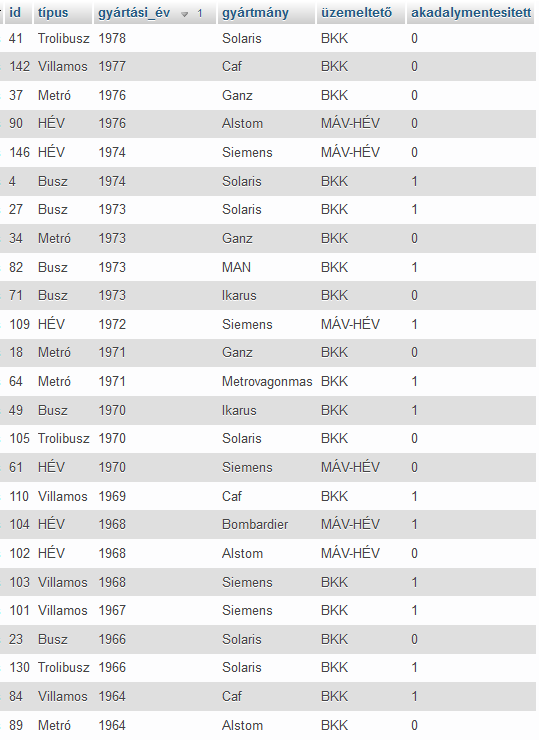 id típus gyártási_év 1 gyártmány üzemeltető akadalymentesitett
41 Trolibusz 1978 Solaris BKK 0
142 Villamos 1977 Caf BKK 0
37 Metró 1976 Ganz BKK 0
90 HÉV 1976 Alstom MÁV-HÉV 0
146 HÉV 1974 Siemens MÁV-HÉV 0
4 Busz 1974 Solaris BKK 1
27 Busz 1973 Solaris BKK 1
34 Metró 1973 Ganz BKK 0
82 Busz 1973 MAN BKK 1
71 Busz 1973 Ikarus BKK 0
109 HÉV 1972 Siemens MÁV-HÉV 1
18 Metró 1971 Ganz BKK 0
64 Metró 1971 Metrovagonmas BKK 1
49 Busz 1970 Ikarus BKK 1
105 Trolibusz 1970 Solaris BKK 0
61 HÉV 1970 Siemens MÁV-HÉV 0
110 Villamos 1969 Caf BKK 1
104 HÉV 1968 Bombardier MÁV-HÉV 1
102 HÉV 1968 Alstom MÁV-HÉV 0
103 Villamos 1968 Siemens BKK 1
101 Villamos 1967 Siemens BKK 1
23 Busz 1966 Solaris BKK 0
130 Trolibusz 1966 Solaris BKK 1
84 Villamos 1964 Caf BKK 1
89 Metró 1964 Alstom BKK 0